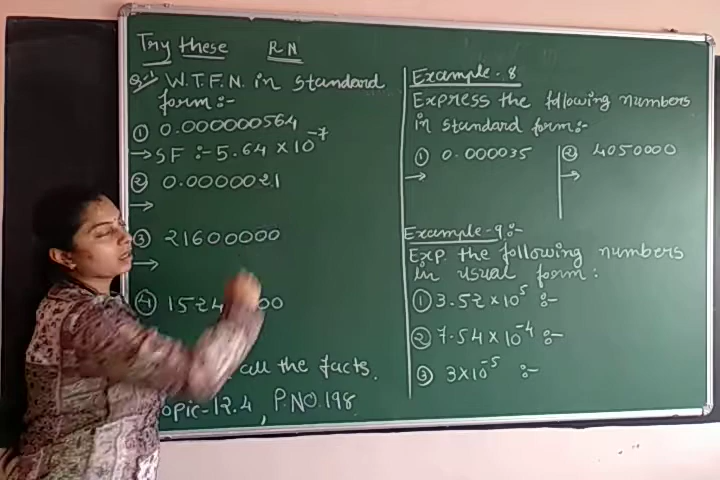 Try these R N
Q-1 W.T.F.N. in standard
form:-
① 0.000000564
→ SF :- 5.64 × 10⁻⁷
② 0.0000021
→
③ 21600000
→
④ 1524 00
all the facts.
opic-12.4, P.NO.198
Example-8
Express the following numbers
in standard form:-
① 0.000035 ② 4050000
→ →
Example-9:-
Exp. the following numbers
in usual form:
① 3.52 × 10⁵ :-
② 7.54 × 10⁻⁴ :-
③ 3 × 10⁻⁵ :-